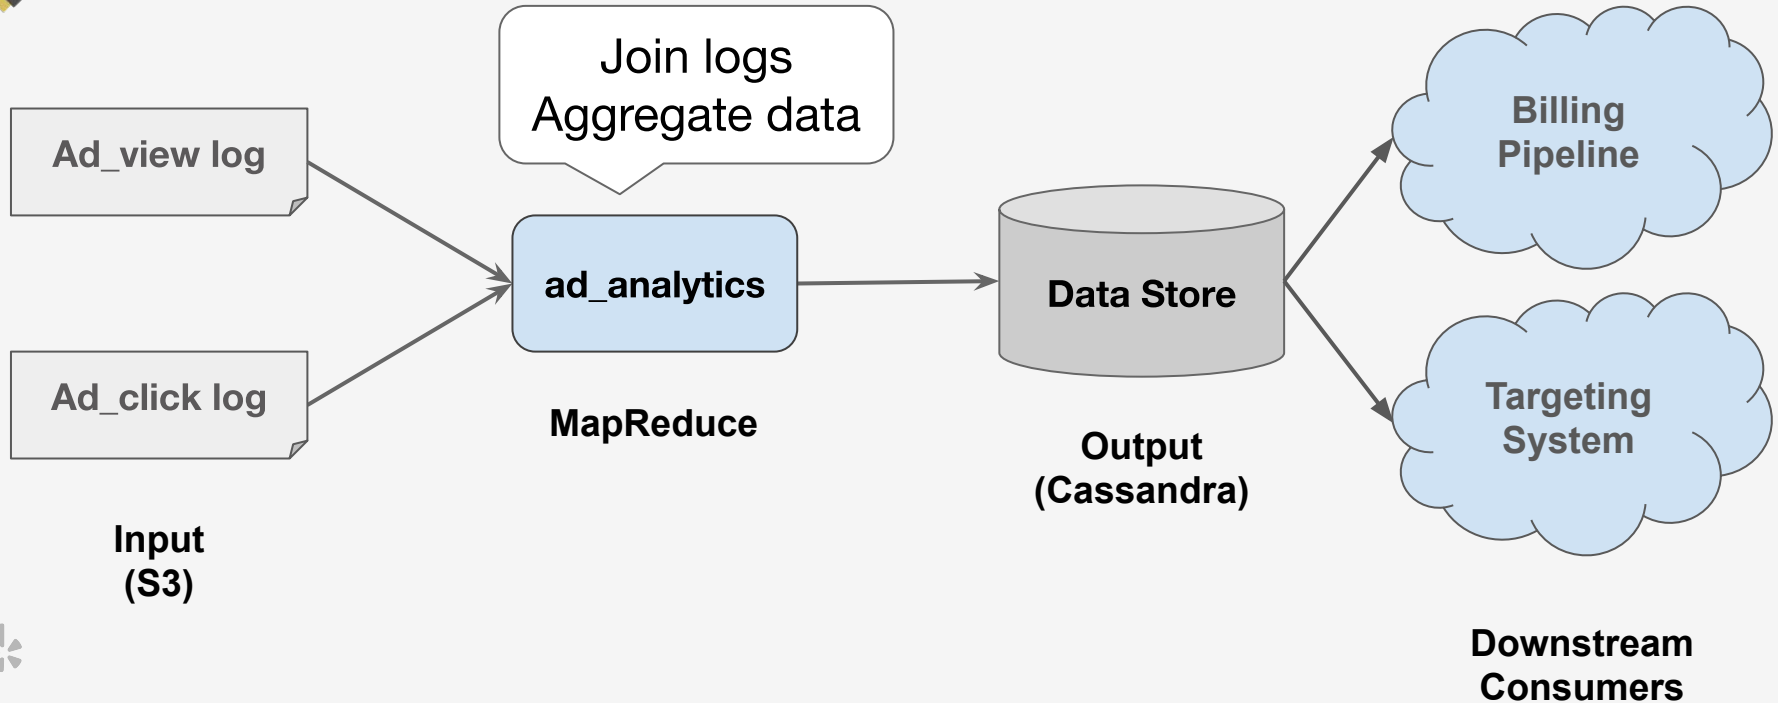 Join logs
Aggregate data
Ad_view log
Ad_click log
Input
(S3)
ad_analytics
MapReduce
Data Store
Output
(Cassandra)
Billing
Pipeline
Targeting
System
Downstream
Consumers